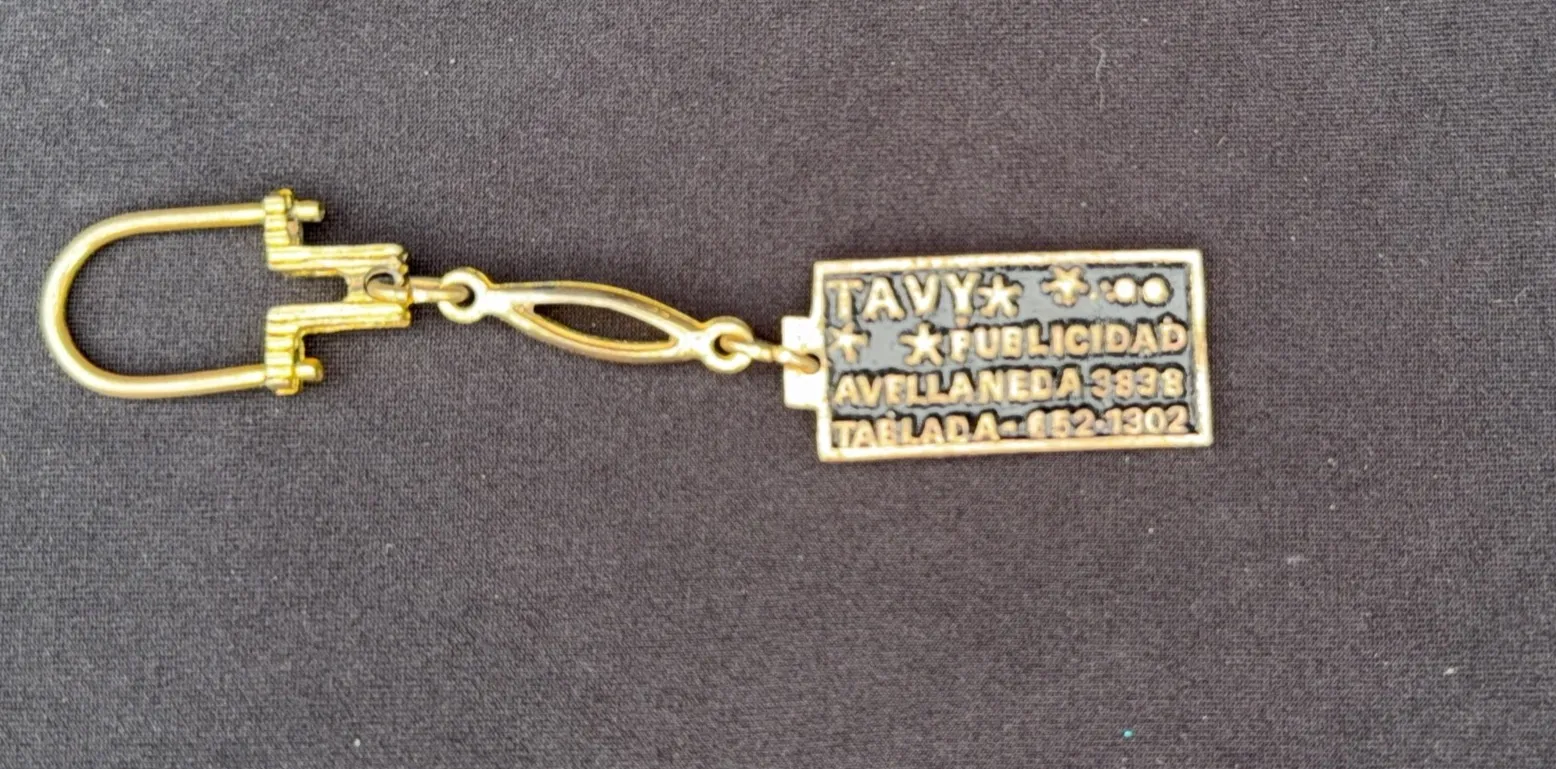 TAVY
PUBLICIDAD
AVELLANEDA 3838
TABLADA - 652-1302